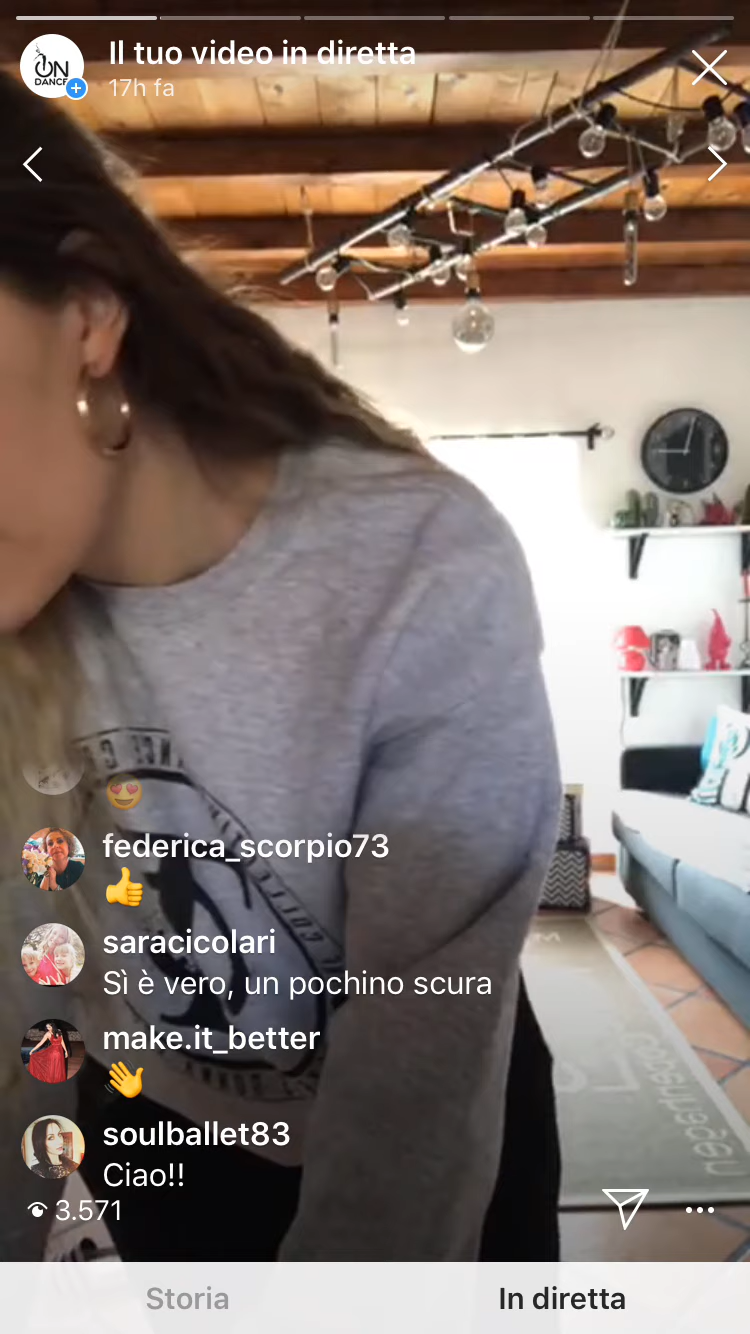 ON
DANCE
Il tuo video in diretta
17h fa
federica_scorpio73
saracicolari
Sì è vero, un pochino scura
make.it_better
soulballet83
Ciao!!
3.571
Storia
In diretta